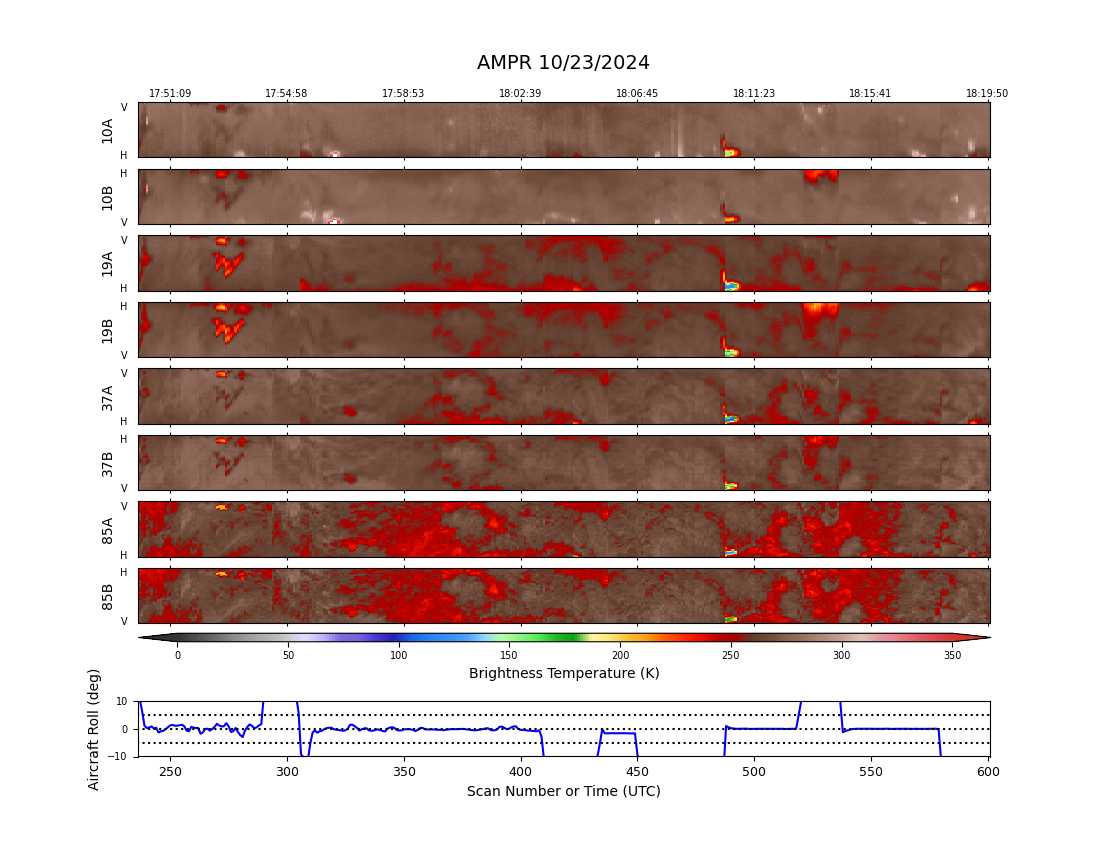 AMPR 10/23/2024
17:51:09 17:54:58 17:58:53 18:02:39 18:06:45 18:11:23 18:15:41 18:19:50
V
10A
H
H
10B
V
V
19A
H
H
19B
V
V
37A
H
H
37B
V
V
85A
H
H
85B
V
0 50 100 150 200 250 300 350
Brightness Temperature (K)
Aircraft Roll (deg)
10
0
−10
250 300 350 400 450 500 550 600
Scan Number or Time (UTC)